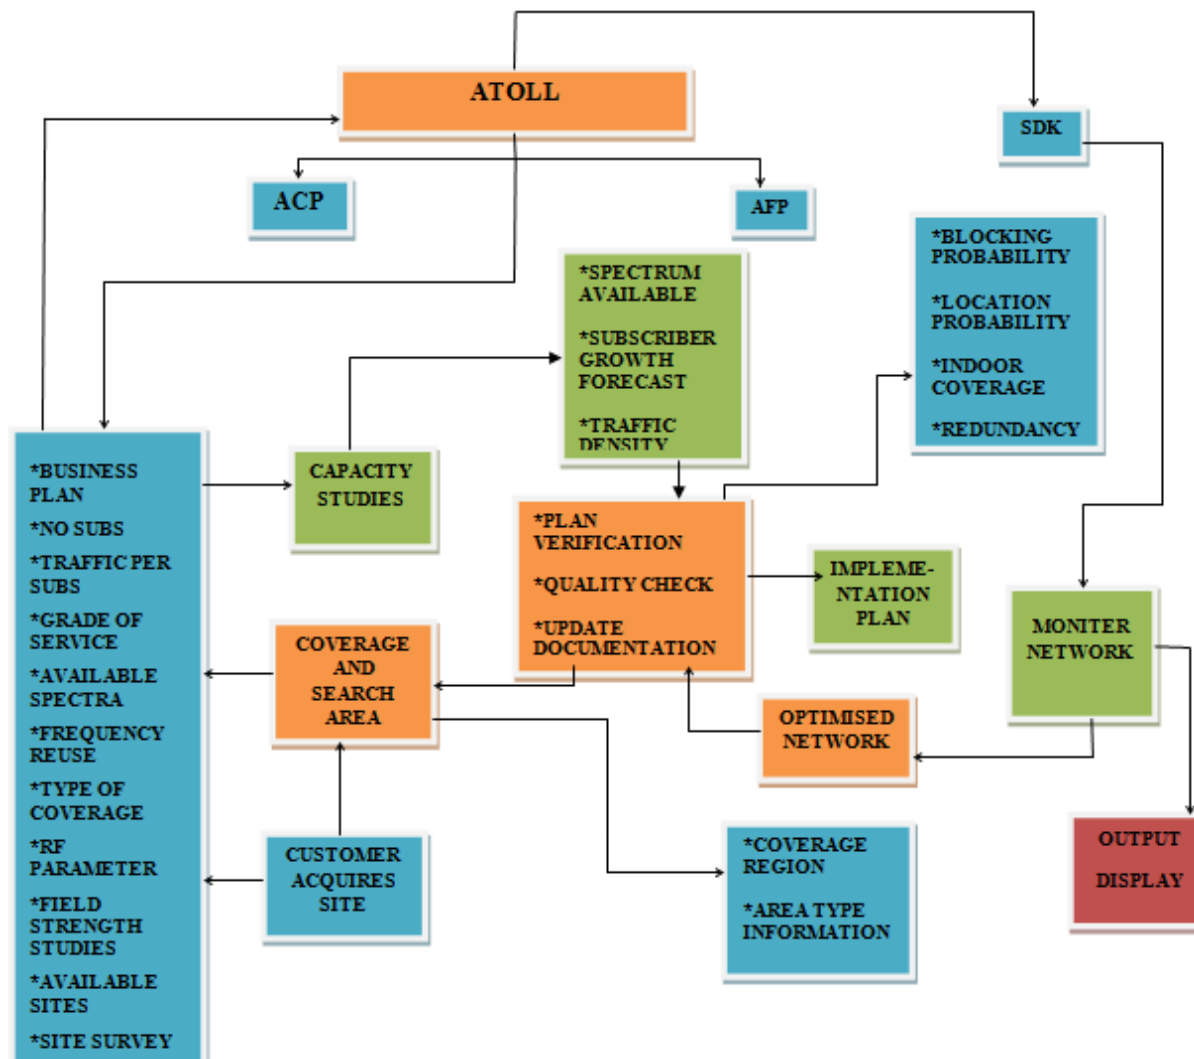 ATOLL
SDK
ACP
AFP
*BLOCKING
PROBABILITY
*LOCATION
PROBABILITY
*INDOOR
COVERAGE
*REDUNDANCY
*SPECTRUM
AVAILABLE
*SUBSCRIBER
GROWTH
FORECAST
*TRAFFIC
DENSITY
*BUSINESS
PLAN
*NO SUBS
*TRAFFIC PER
SUBS
*GRADE OF
SERVICE
*AVAILABLE
SPECTRA
*FREQUENCY
REUSE
*TYPE OF
COVERAGE
*RF
PARAMETER
*FIELD
STRENGTH
STUDIES
*AVAILABLE
SITES
*SITE SURVEY
CAPACITY
STUDIES
*PLAN
VERIFICATION
*QUALITY CHECK
*UPDATE
DOCUMENTATION
IMPLEME-
NTATION
PLAN
MONITER
NETWORK
COVERAGE
AND
SEARCH
AREA
OPTIMISED
NETWORK
CUSTOMER
ACQUIRES
SITE
*COVERAGE
REGION
*AREA TYPE
INFORMATION
OUTPUT
DISPLAY